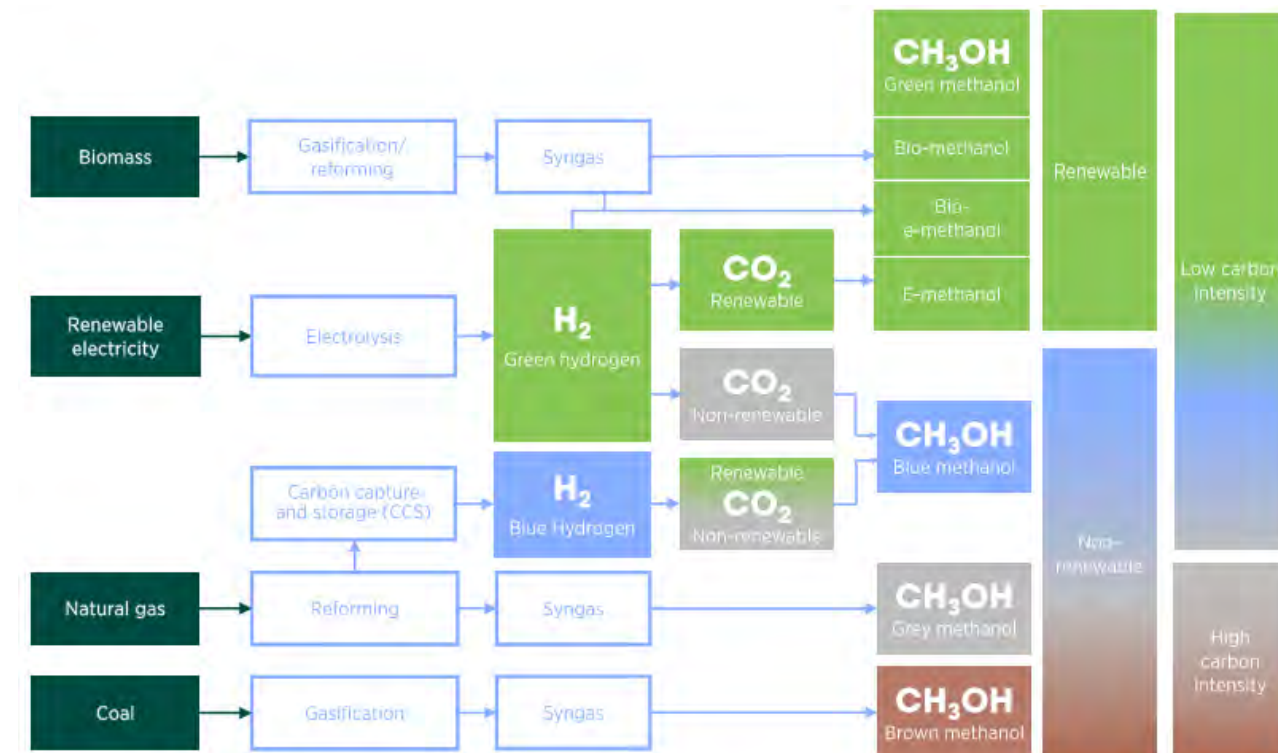 CH₃OH
Green methanol
Biomass
Gasification/
reforming
Syngas
Bio-methanol
Renewable
Bio-
e-methanol
Renewable
electricity
Electrolysis
H₂
Green hydrogen
CO₂
Renewable
E-methanol
Low carbon
intensity
CO₂
Non-renewable
CH₃OH
Blue methanol
Carbon capture
and storage (CCS)
H₂
Blue Hydrogen
Renewable
CO₂
Non-renewable
Non-
renewable
Natural gas
Reforming
Syngas
CH₃OH
Grey methanol
High
carbon
intensity
Coal
Gasification
Syngas
CH₃OH
Brown methanol